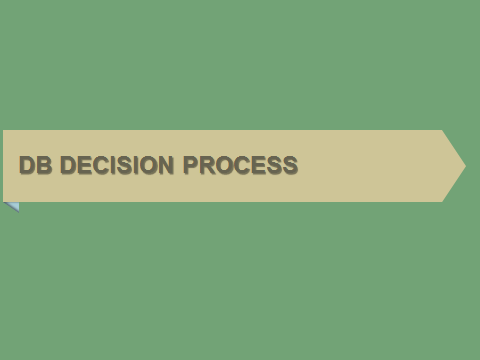 DB DECISION PROCESS